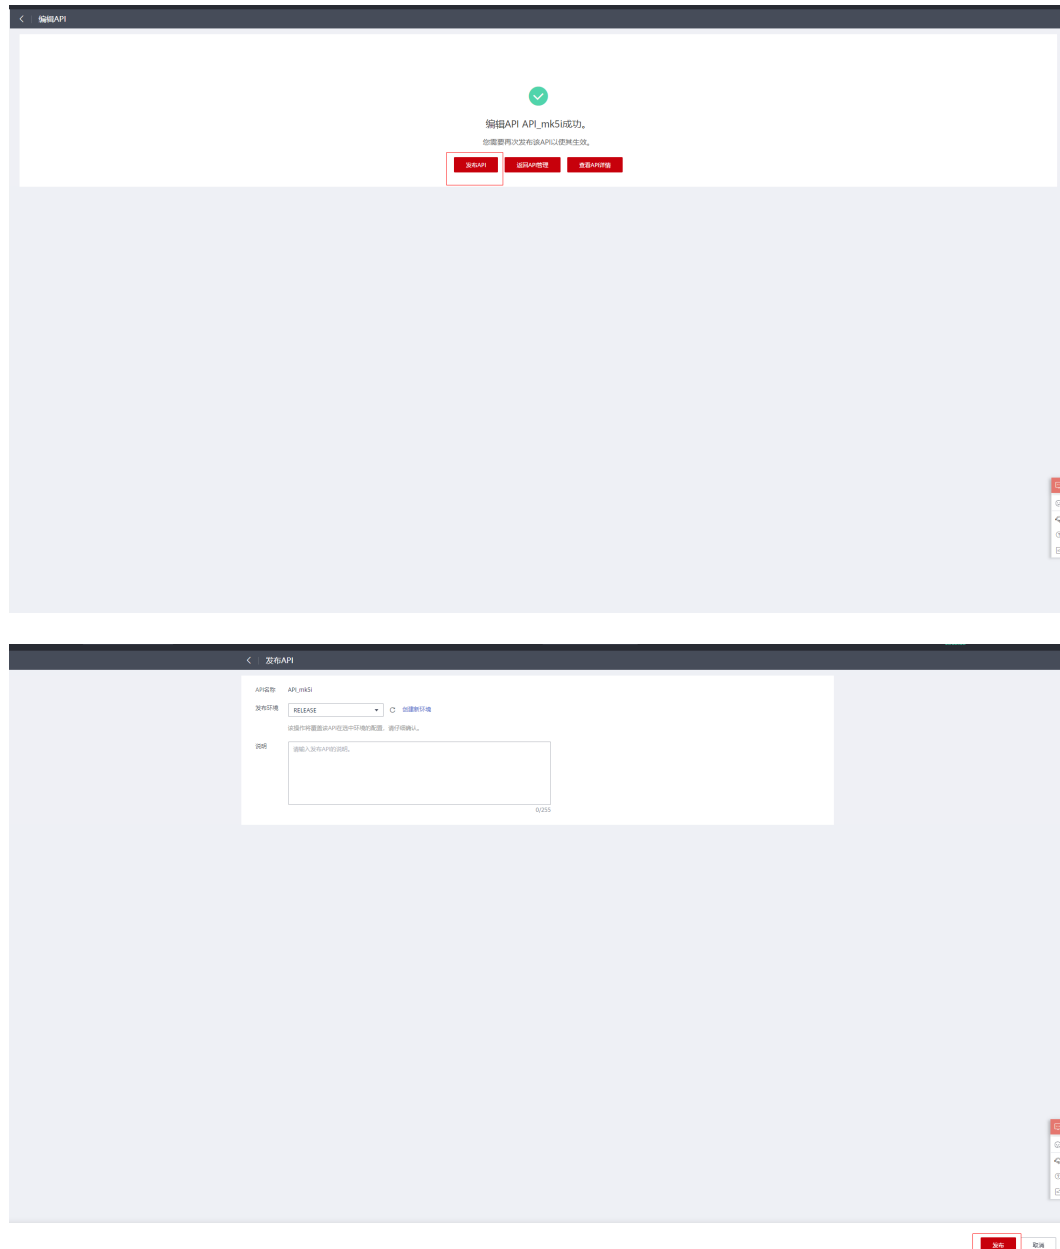 编辑API
编辑API API_mk5i成功。
您需要再次发布该API以使其生效。
发布API 返回API管理 查看API详情
发布API
API名称 API_mk5i
发布环境 RELEASE 创建新环境
该操作将覆盖该API在选中环境的配置，请仔细确认。
说明 请输入发布API的说明。
0/255
发布 取消